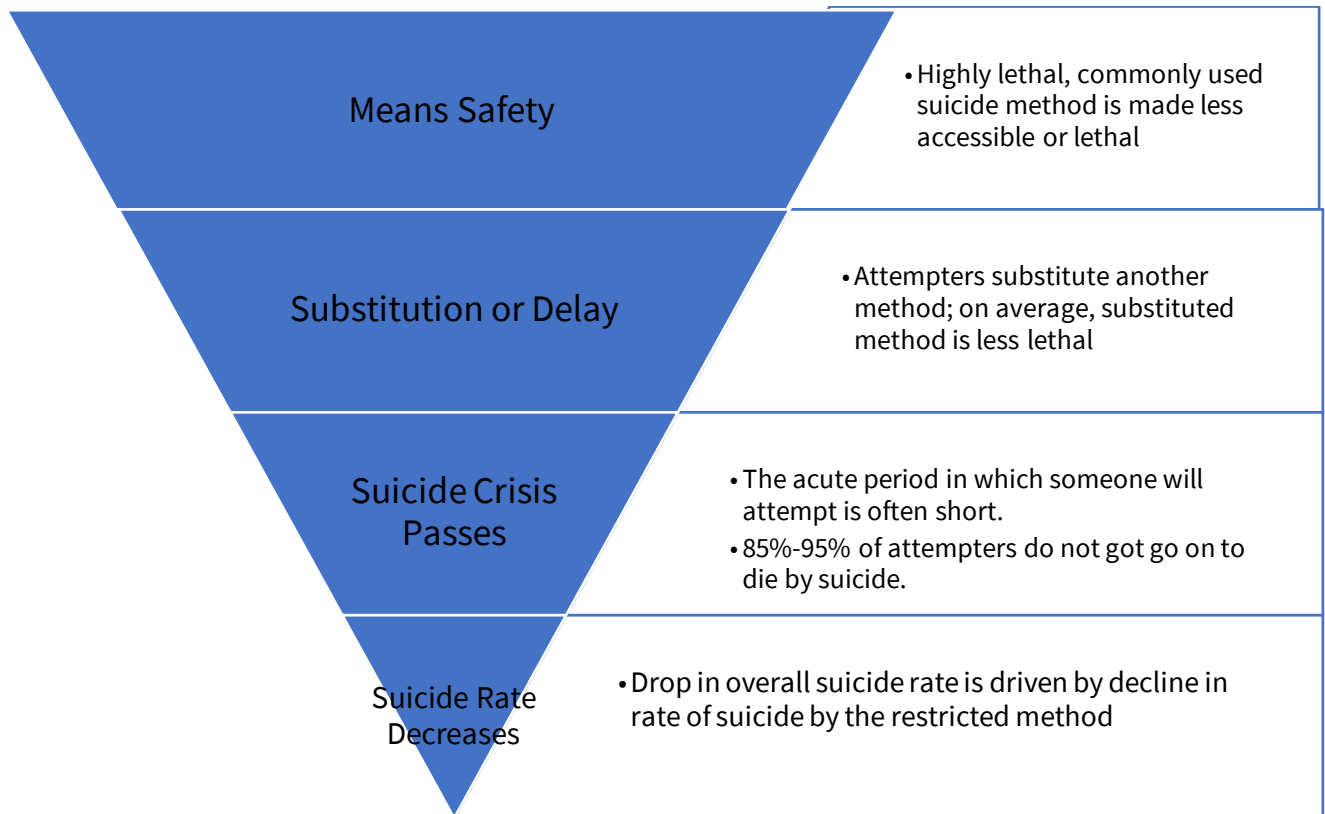 Means Safety
• Highly lethal, commonly used
suicide method is made less
accessible or lethal
Substitution or Delay
• Attempters substitute another
method; on average, substituted
method is less lethal
Suicide Crisis
Passes
• The acute period in which someone will
attempt is often short.
• 85%-95% of attempters do not got go on to
die by suicide.
Suicide Rate
Decreases
• Drop in overall suicide rate is driven by decline in
rate of suicide by the restricted method